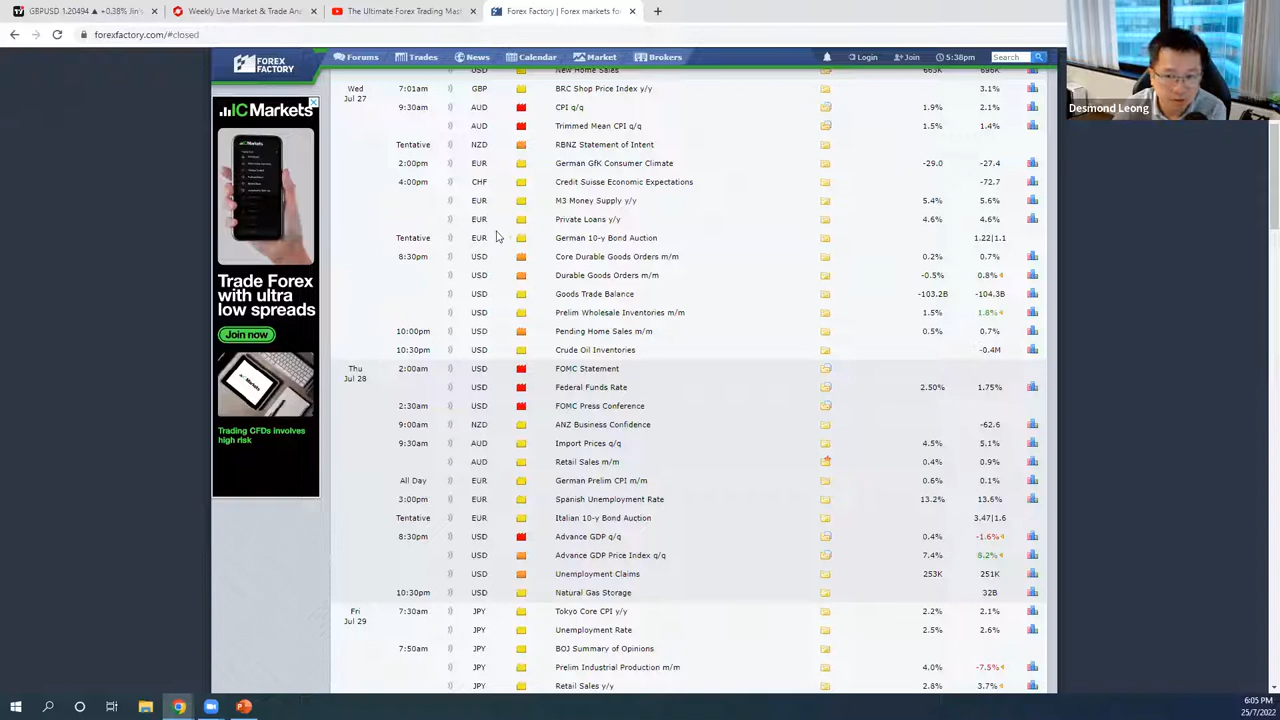 GBPUSD 1.20494 ▲ +0.38% Jin's
Weekly Live Market & Trade An
The Ultimate Forex Trading Mas
Forex Factory | Forex markets fo
forexfactory.com/#closed
FOREX FACTORY
Forums Trades News Calendar Market Brokers Login Join 5:38pm Search
Desmond Leong
ICMarkets
Trade Forex
with ultra
low spreads
Join now
Trading CFDs involves
high risk
USD New Home Sales 663K 696K
Wed 7:01am BRC Shop Price Index y/y 3.1%
Jul 27
9:30am AUD CPI q/q 1.9% 2.1%
AUD Trimmed Mean CPI q/q 1.5% 1.4%
Tentative NZD RBNZ Statement of Intent
2:00pm EUR German GfK Consumer Climate -29.0 -27.4
CHF Credit Suisse Economic Expectations -72.7
EUR M3 Money Supply y/y 5.4% 5.6%
EUR Private Loans y/y 4.6% 4.6%
Tentative EUR German 10-y Bond Auction 1.22|1.1
8:30pm USD Core Durable Goods Orders m/m 0.2% 0.7%
USD Durable Goods Orders m/m -0.5% 0.8%
USD Goods Trade Balance -103.2B -104.3B
USD Prelim Wholesale Inventories m/m 1.5% 1.8%
10:00pm USD Pending Home Sales m/m 0.5% 0.7%
10:30pm USD Crude Oil Inventories -0.4M
Thu 2:00am USD FOMC Statement
Jul 28
USD Federal Funds Rate 2.50% 1.75%
2:30am USD FOMC Press Conference
9:00am NZD ANZ Business Confidence -62.6
9:30am AUD Import Prices q/q 4.5% 5.1%
AUD Retail Sales m/m 0.4% 0.9%
All Day EUR German Prelim CPI m/m 0.6% 0.1%
3:00pm EUR Spanish Unemployment Rate 13.2% 13.6%
Tentative EUR Italian 10-y Bond Auction 3.47|1.6
8:30pm USD Advance GDP q/q 0.4% -1.6%
USD Advance GDP Price Index q/q 7.4% 8.2%
USD Unemployment Claims 253K 251K
10:30pm USD Natural Gas Storage 32B
Fri 7:30am JPY Tokyo Core CPI y/y 2.2% 2.1%
Jul 29
JPY Unemployment Rate 2.5% 2.6%
7:50am JPY BOJ Summary of Opinions
JPY Prelim Industrial Production m/m 4.0% -7.5%
JPY Retail Sales y/y 2.8% 3.7%
6:05 PM
25/7/2022